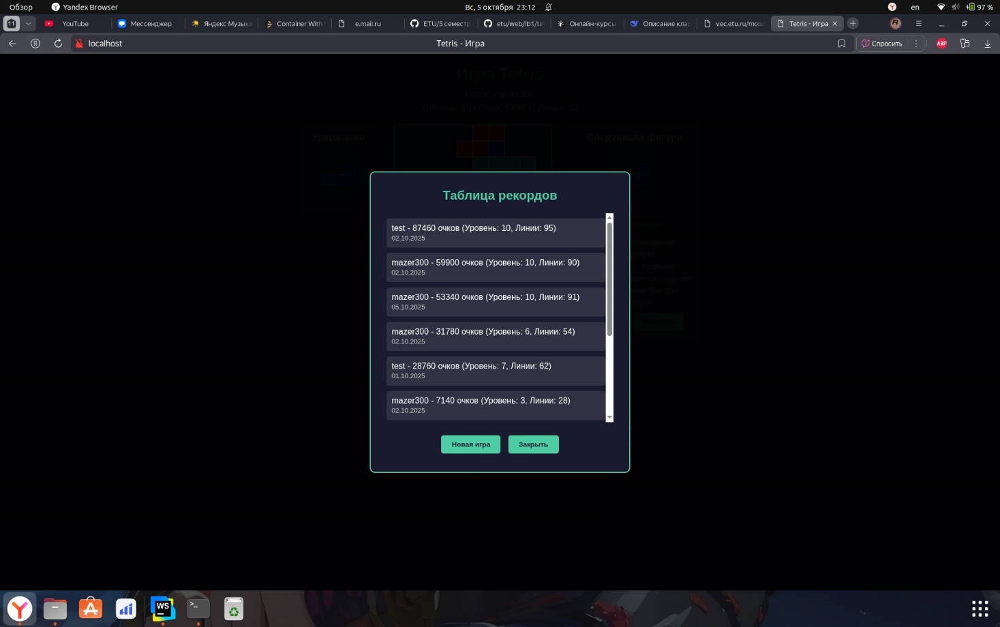 Обзор
Yandex Browser
Вс, 5 октября 23:12
en
97 %
11
YouTube
Мессенджер
Яндекс Музыка
Container With
e.mail.ru
ETU/5 семестр
etu/web/lb1/te
Онлайн-курсы
Описание клас
vec.etu.ru/mood
Tetris - Игра
localhost
Tetris - Игра
Спросить
ABP
Игра Tetris
Игрок: mazer300
Уровень: 10 | Очки: 53340 | Линии: 91
Удержание
Следующая фигура
Таблица рекордов
test - 87460 очков (Уровень: 10, Линии: 95)
02.10.2025
mazer300 - 59900 очков (Уровень: 10, Линии: 90)
02.10.2025
mazer300 - 53340 очков (Уровень: 10, Линии: 91)
05.10.2025
mazer300 - 31780 очков (Уровень: 6, Линии: 54)
02.10.2025
test - 28760 очков (Уровень: 7, Линии: 62)
01.10.2025
mazer300 - 7140 очков (Уровень: 3, Линии: 28)
02.10.2025
Новая игра
Закрыть
WS